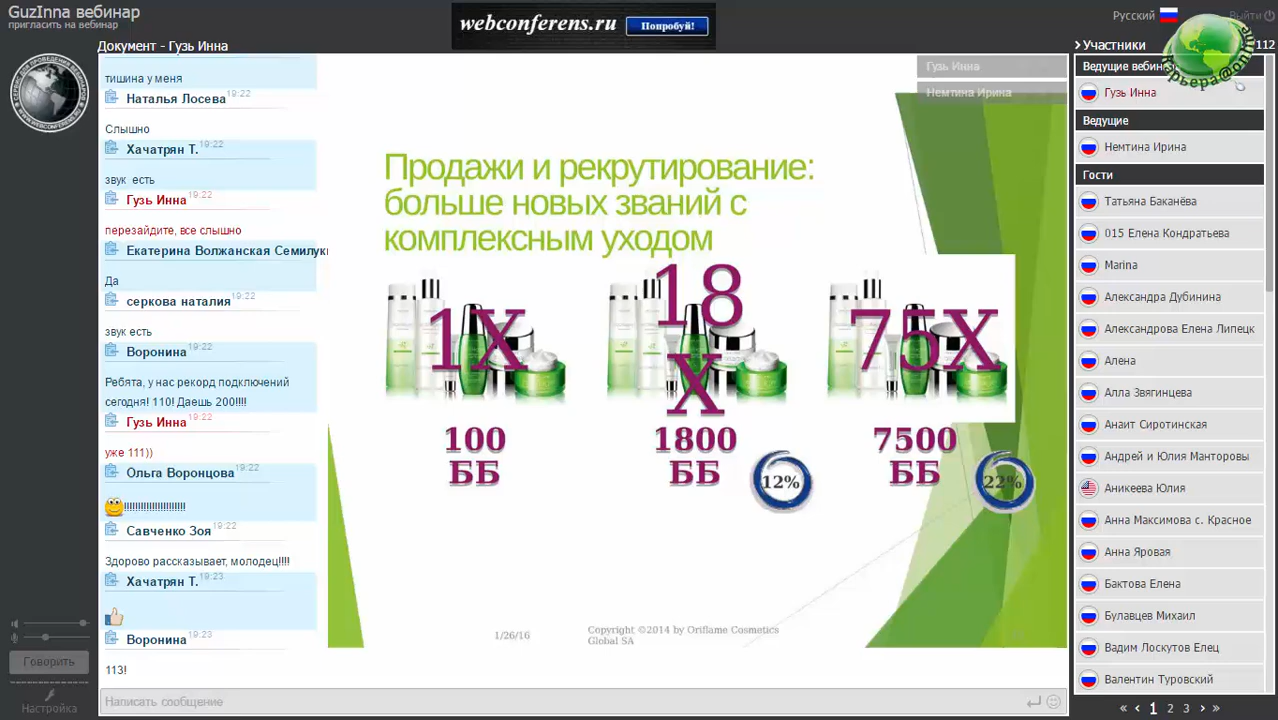 GuzInna вебинар
пригласить на вебинар
webconferens.ru Попробуй!
Русский
Выйти
Документ - Гузь Инна
Участники
112
карьера@online
тишина у меня
Наталья Лосева 19:22
Слышно
Хачатрян Т. 19:22
звук есть
Гузь Инна 19:22
перезайдите, все слышно
Екатерина Волжанская Семилуки
Да
серкова наталия 19:22
звук есть
Воронина 19:22
Ребята, у нас рекорд подключений
сегодня! 110! Даешь 200!!!!
Гузь Инна 19:22
уже 111))
Ольга Воронцова 19:22
!!!!!!!!!!!!!!!!!!!!!!
Савченко Зоя 19:22
Здорово рассказывает, молодец!!!!
Хачатрян Т. 19:23
Воронина 19:23
113!
Написать сообщение
Говорить
Настройка
Гузь Инна
Немтина Ирина
Продажи и рекрутирование:
больше новых званий с
комплексным уходом
1X
18
X
75X
100
ББ
1800
ББ
12%
7500
ББ
22%
1/26/16
Copyright ©2014 by Oriflame Cosmetics
Global SA
Ведущие вебин
Гузь Инна
Ведущие
Немтина Ирина
Гости
Татьяна Баканёва
015 Елена Кондратьева
Marina
Александра Дубинина
Александрова Елена Липецк
Алена
Алла Звягинцева
Анаит Сиротинская
Андрей и Юлия Манторовы
Аникеева Юлия
Анна Максимова с. Красное
Анна Яровая
Бактова Елена
Булавцев Михаил
Вадим Лоскутов Елец
Валентин Туровский
« ‹ 1 2 3 › »